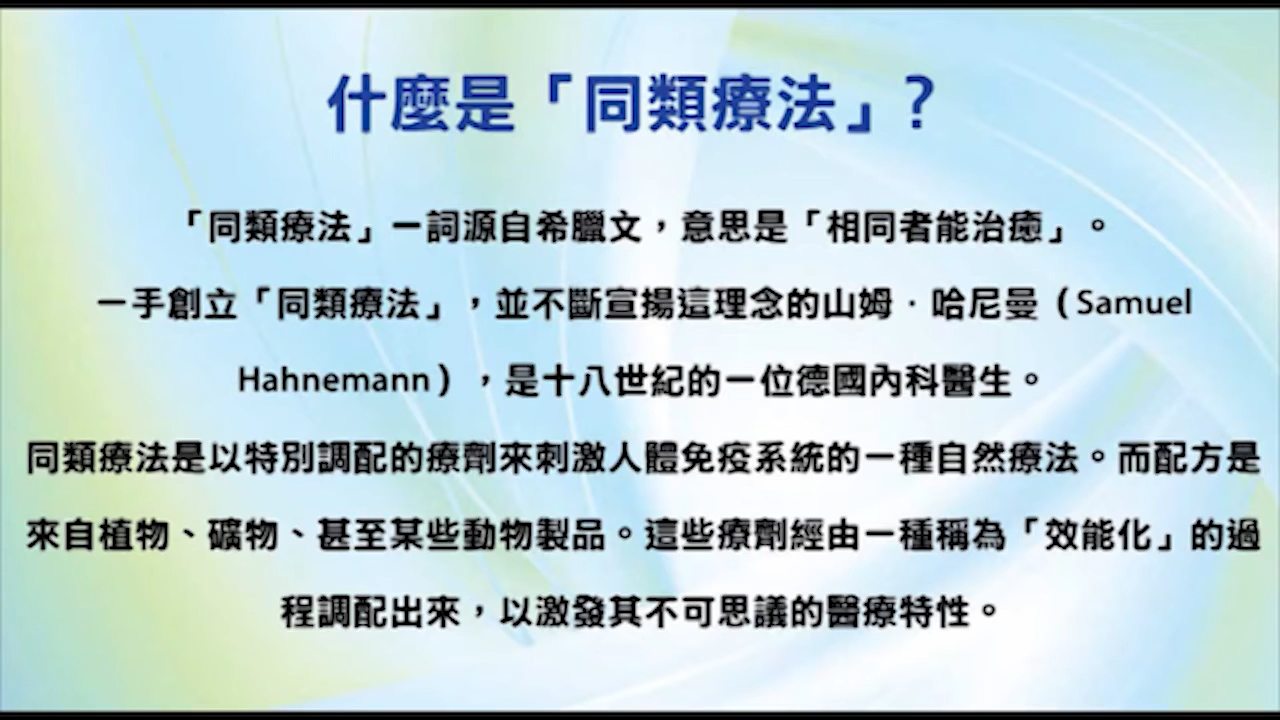 什麼是「同類療法」?
「同類療法」一詞源自希臘文，意思是「相同者能治癒」。
一手創立「同類療法」，並不斷宣揚這理念的山姆．哈尼曼（Samuel
Hahnemann），是十八世紀的一位德國內科醫生。
同類療法是以特別調配的療劑來刺激人體免疫系統的一種自然療法。而配方是
來自植物、礦物、甚至某些動物製品。這些療劑經由一種稱為「效能化」的過
程調配出來，以激發其不可思議的醫療特性。